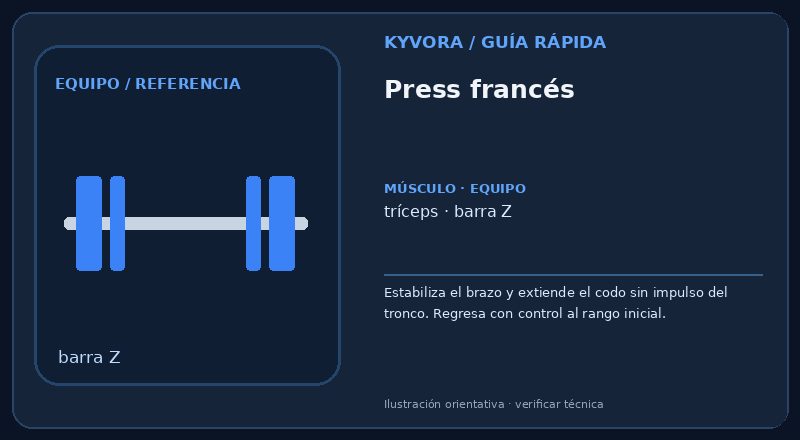 EQUIPO / REFERENCIA
barra Z
KYVORA / GUÍA RÁPIDA
Press francés
MÚSCULO · EQUIPO
tríceps · barra Z
Estabiliza el brazo y extiende el codo sin impulso del
tronco. Regresa con control al rango inicial.
Ilustración orientativa · verificar técnica